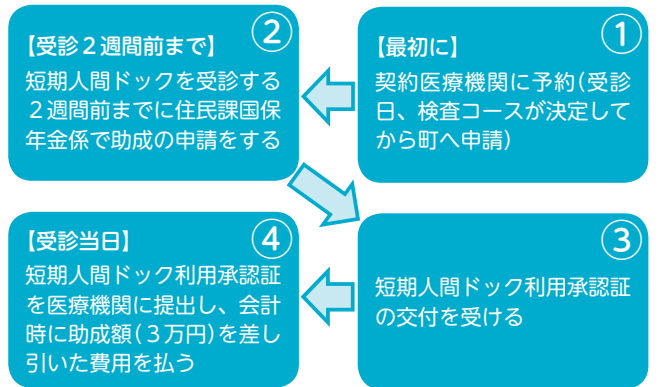 ①
【最初に】
契約医療機関に予約(受診
日、検査コースが決定して
から町へ申請)
②
【受診２週間前まで】
短期人間ドックを受診する
２週間前までに住民課国保
年金係で助成の申請をする
③
短期人間ドック利用承認証
の交付を受ける
④
【受診当日】
短期人間ドック利用承認証
を医療機関に提出し、会計
時に助成額(３万円)を差し
引いた費用を払う